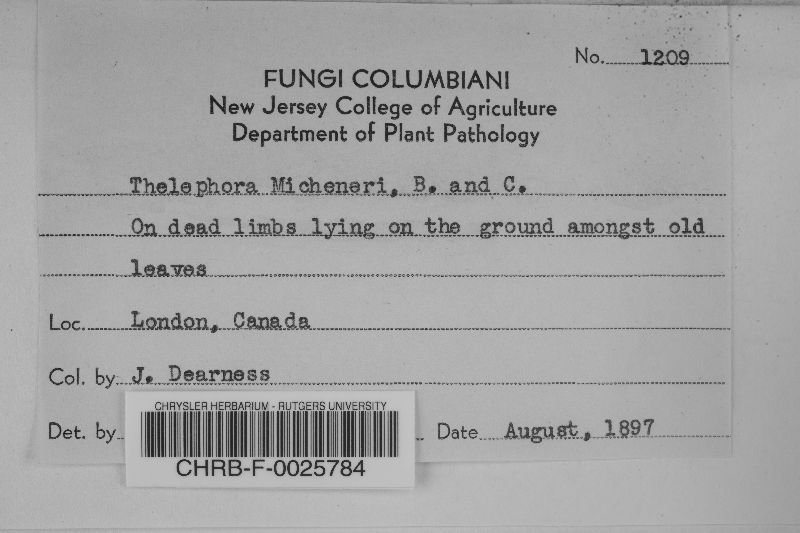 No. 1209
FUNGI COLUMBIANI
New Jersey College of Agriculture
Department of Plant Pathology
Thelephora Micheneri, B. and C.
On dead limbs lying on the ground amongst old
leaves
Loc. London, Canada
Col. by J. Dearness
Det. by Date August, 1897
CHRYSLER HERBARIUM - RUTGERS UNIVERSITY
CHRB-F-0025784